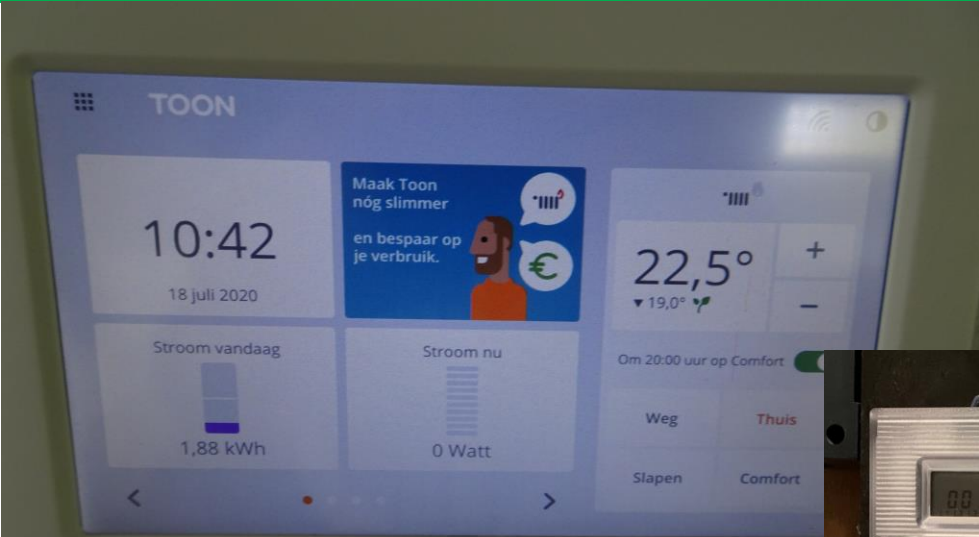 TOON
10:42
18 juli 2020
Maak Toon
nóg slimmer
en bespaar op
je verbruik.
€
22,5°
▼ 19,0°
+
−
Stroom vandaag
1,88 kWh
Stroom nu
0 Watt
Om 20:00 uur op Comfort
Weg
Thuis
Slapen
Comfort
<
>
00